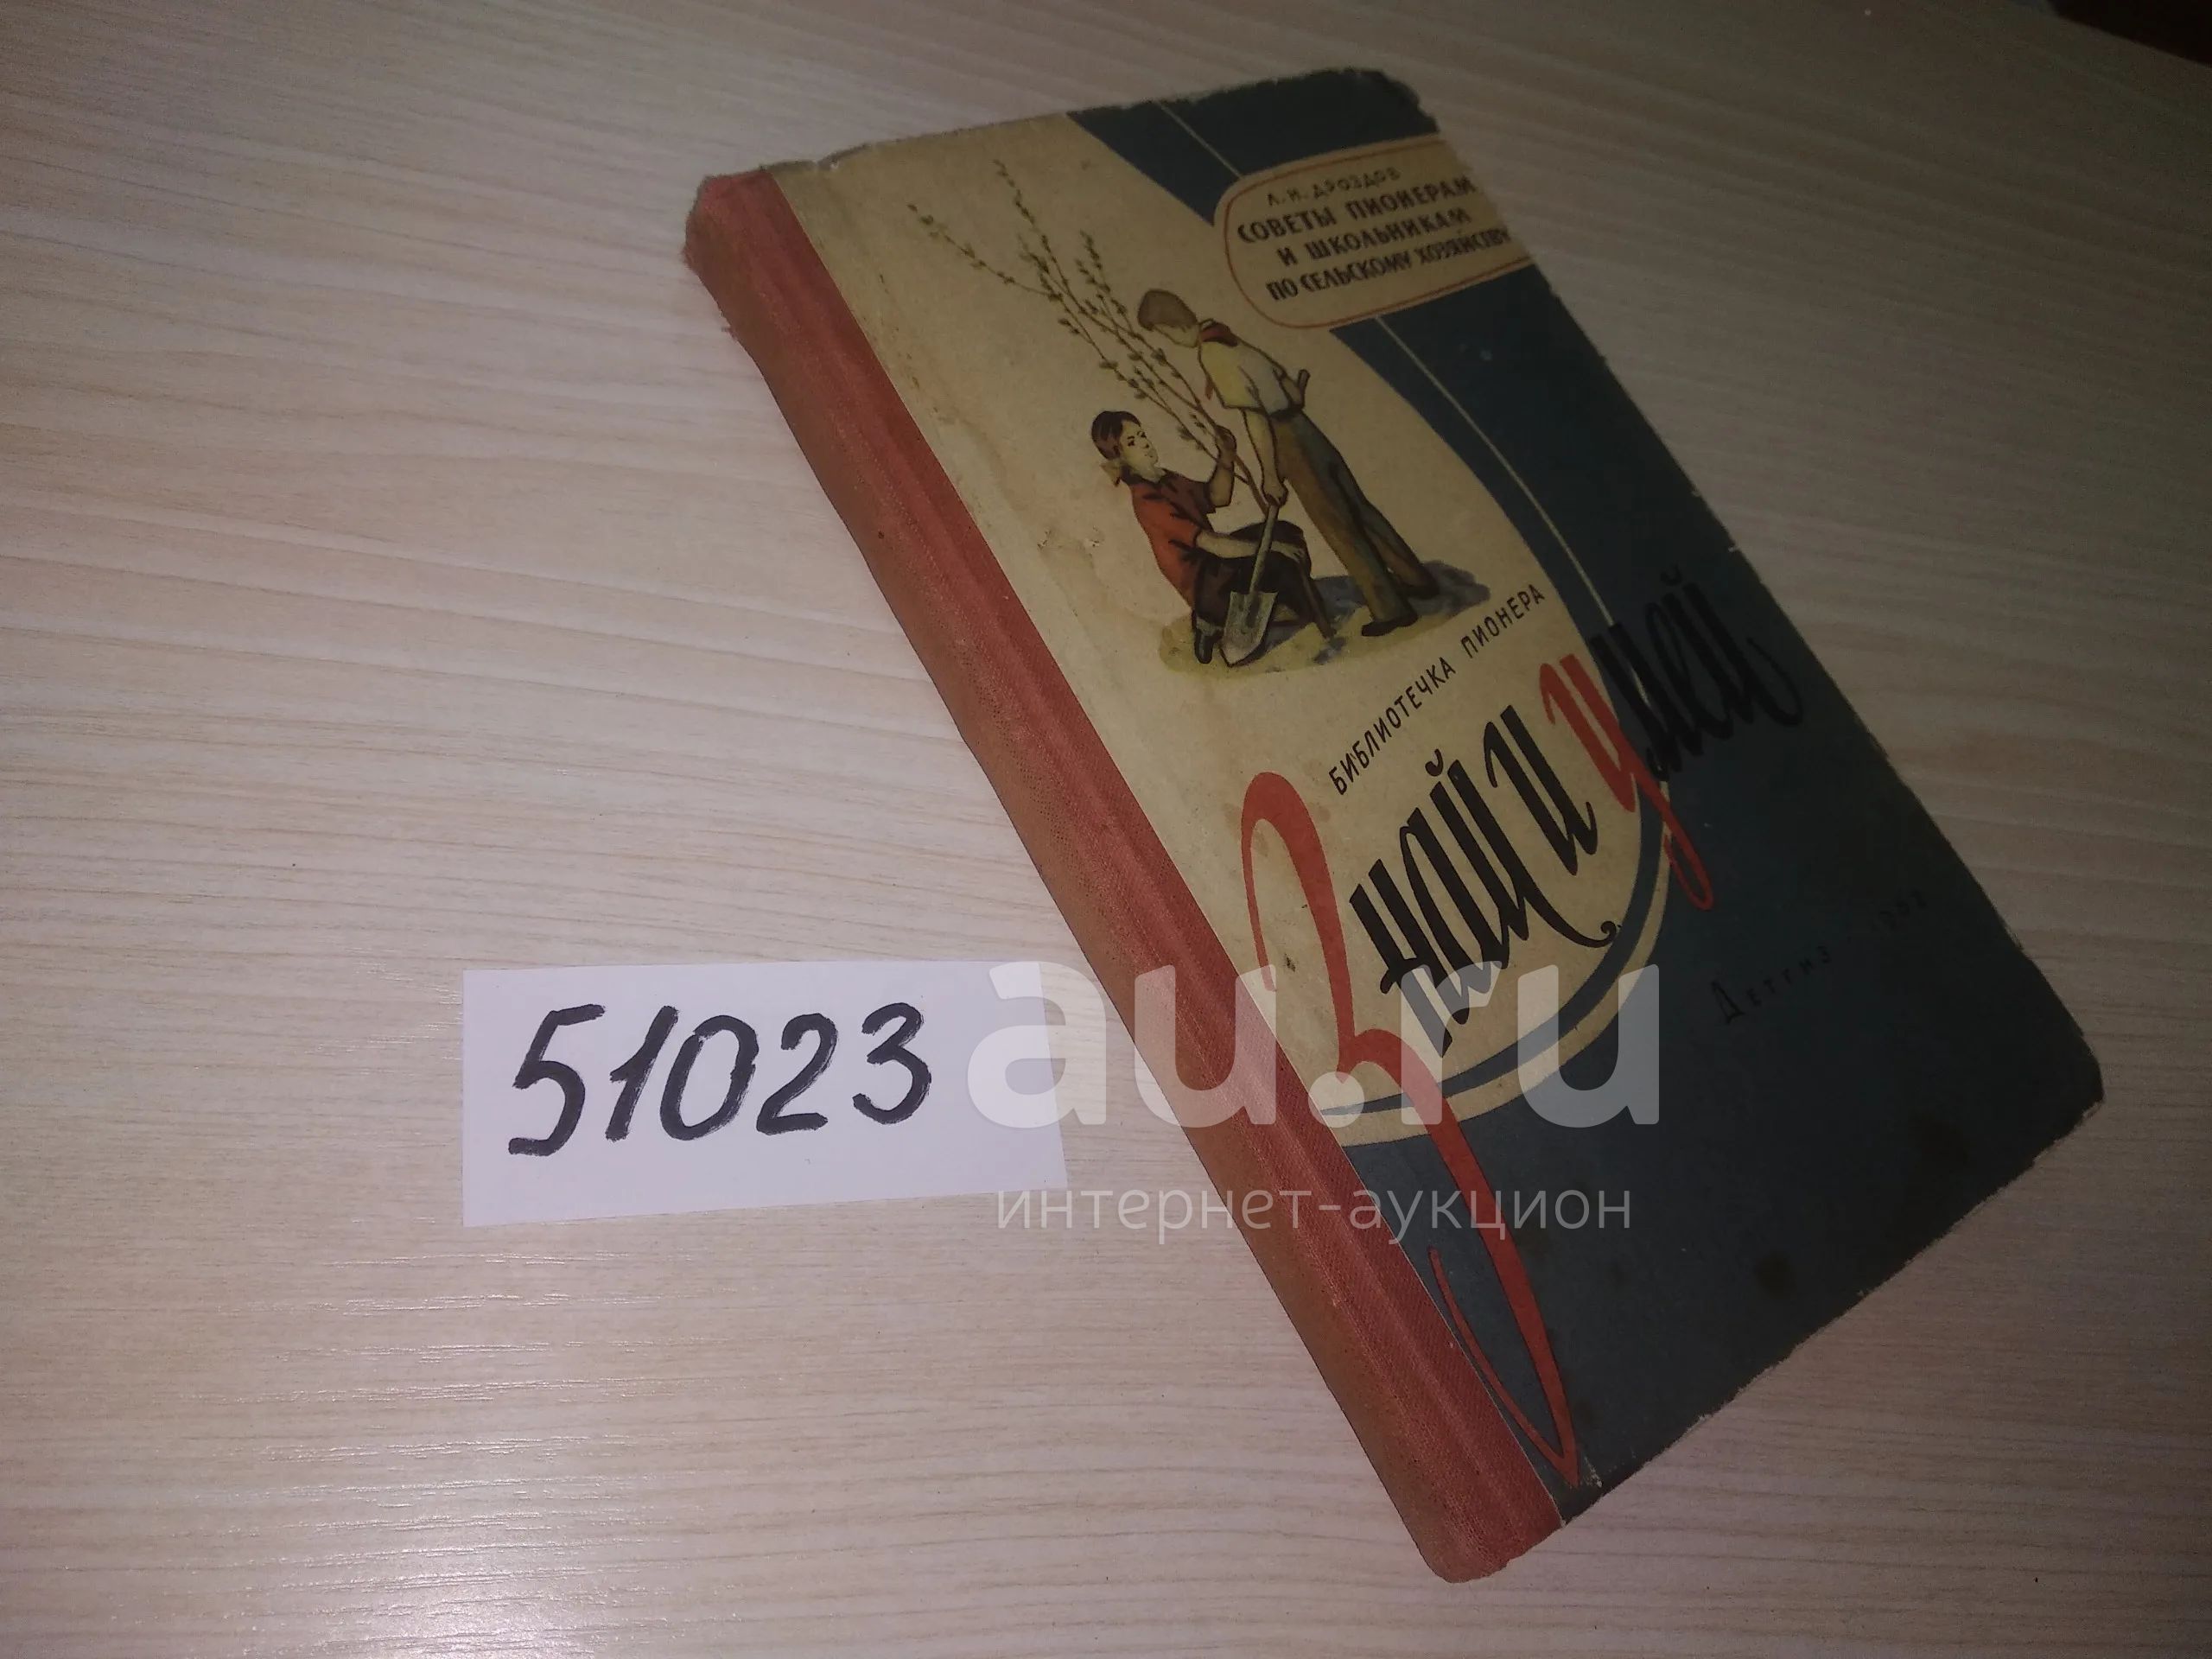 Л. Н. ДРОЗДОВ
СОВЕТЫ ПИОНЕРАМ
И ШКОЛЬНИКАМ
ПО СЕЛЬСКОМУ ХОЗЯЙСТВУ
БИБЛИОТЕЧКА ПИОНЕРА
Знай и умей
ДЕТГИЗ
51023
au.ru
интернет-аукцион